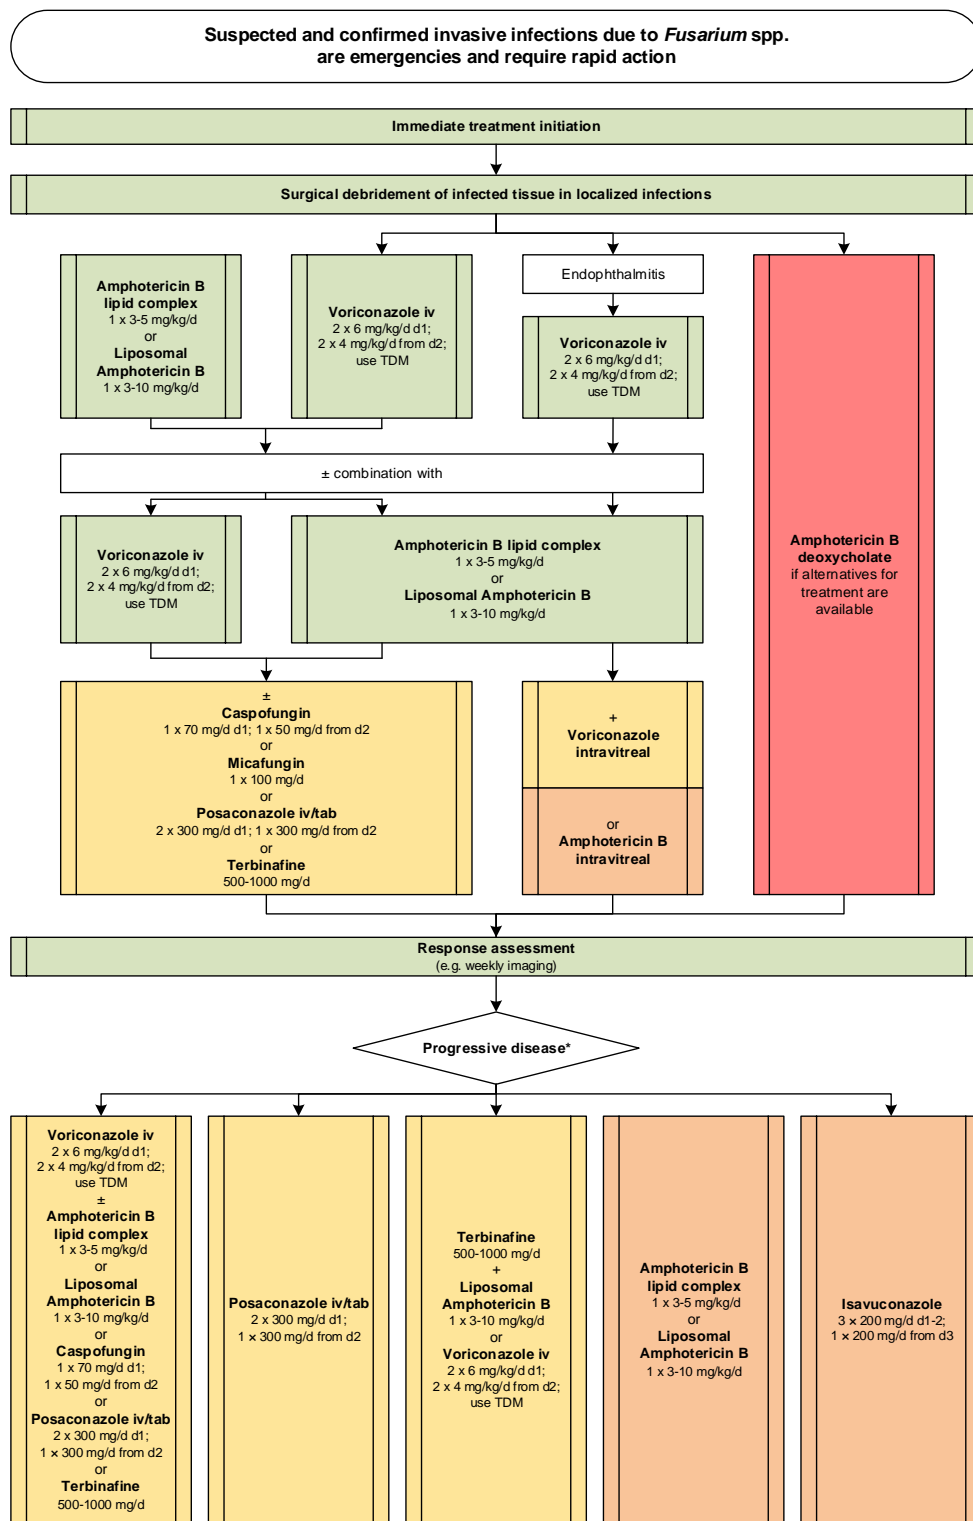 Suspected and confirmed invasive infections due to Fusarium spp.
are emergencies and require rapid action
Immediate treatment initiation
Surgical debridement of infected tissue in localized infections
Amphotericin B
lipid complex
1 x 3-5 mg/kg/d
or
Liposomal
Amphotericin B
1 x 3-10 mg/kg/d
Voriconazole iv
2 x 6 mg/kg/d d1;
2 x 4 mg/kg/d from d2;
use TDM
Endophthalmitis
Voriconazole iv
2 x 6 mg/kg/d d1;
2 x 4 mg/kg/d from d2;
use TDM
Amphotericin B
deoxycholate
if alternatives for
treatment are
available
± combination with
Voriconazole iv
2 x 6 mg/kg/d d1;
2 x 4 mg/kg/d from d2;
use TDM
Amphotericin B lipid complex
1 x 3-5 mg/kg/d
or
Liposomal Amphotericin B
1 x 3-10 mg/kg/d
±
Caspofungin
1 x 70 mg/d d1; 1 x 50 mg/d from d2
or
Micafungin
1 x 100 mg/d
or
Posaconazole iv/tab
2 x 300 mg/d d1; 1 x 300 mg/d from d2
or
Terbinafine
500-1000 mg/d
+
Voriconazole
intravitreal
or
Amphotericin B
intravitreal
Response assessment
(e.g. weekly imaging)
Progressive disease*
Voriconazole iv
2 x 6 mg/kg/d d1;
2 x 4 mg/kg/d from d2;
use TDM
±
Amphotericin B
lipid complex
1 x 3-5 mg/kg/d
or
Liposomal
Amphotericin B
1 x 3-10 mg/kg/d
or
Caspofungin
1 x 70 mg/d d1;
1 x 50 mg/d from d2
or
Posaconazole iv/tab
2 x 300 mg/d d1;
1 × 300 mg/d from d2
or
Terbinafine
500-1000 mg/d
Posaconazole iv/tab
2 x 300 mg/d d1;
1 × 300 mg/d from d2
Terbinafine
500-1000 mg/d
+
Liposomal
Amphotericin B
1 x 3-10 mg/kg/d
or
Voriconazole iv
2 x 6 mg/kg/d d1;
2 x 4 mg/kg/d from d2;
use TDM
Amphotericin B
lipid complex
1 x 3-5 mg/kg/d
or
Liposomal
Amphotericin B
1 x 3-10 mg/kg/d
Isavuconazole
3 × 200 mg/d d1-2;
1 × 200 mg/d from d3